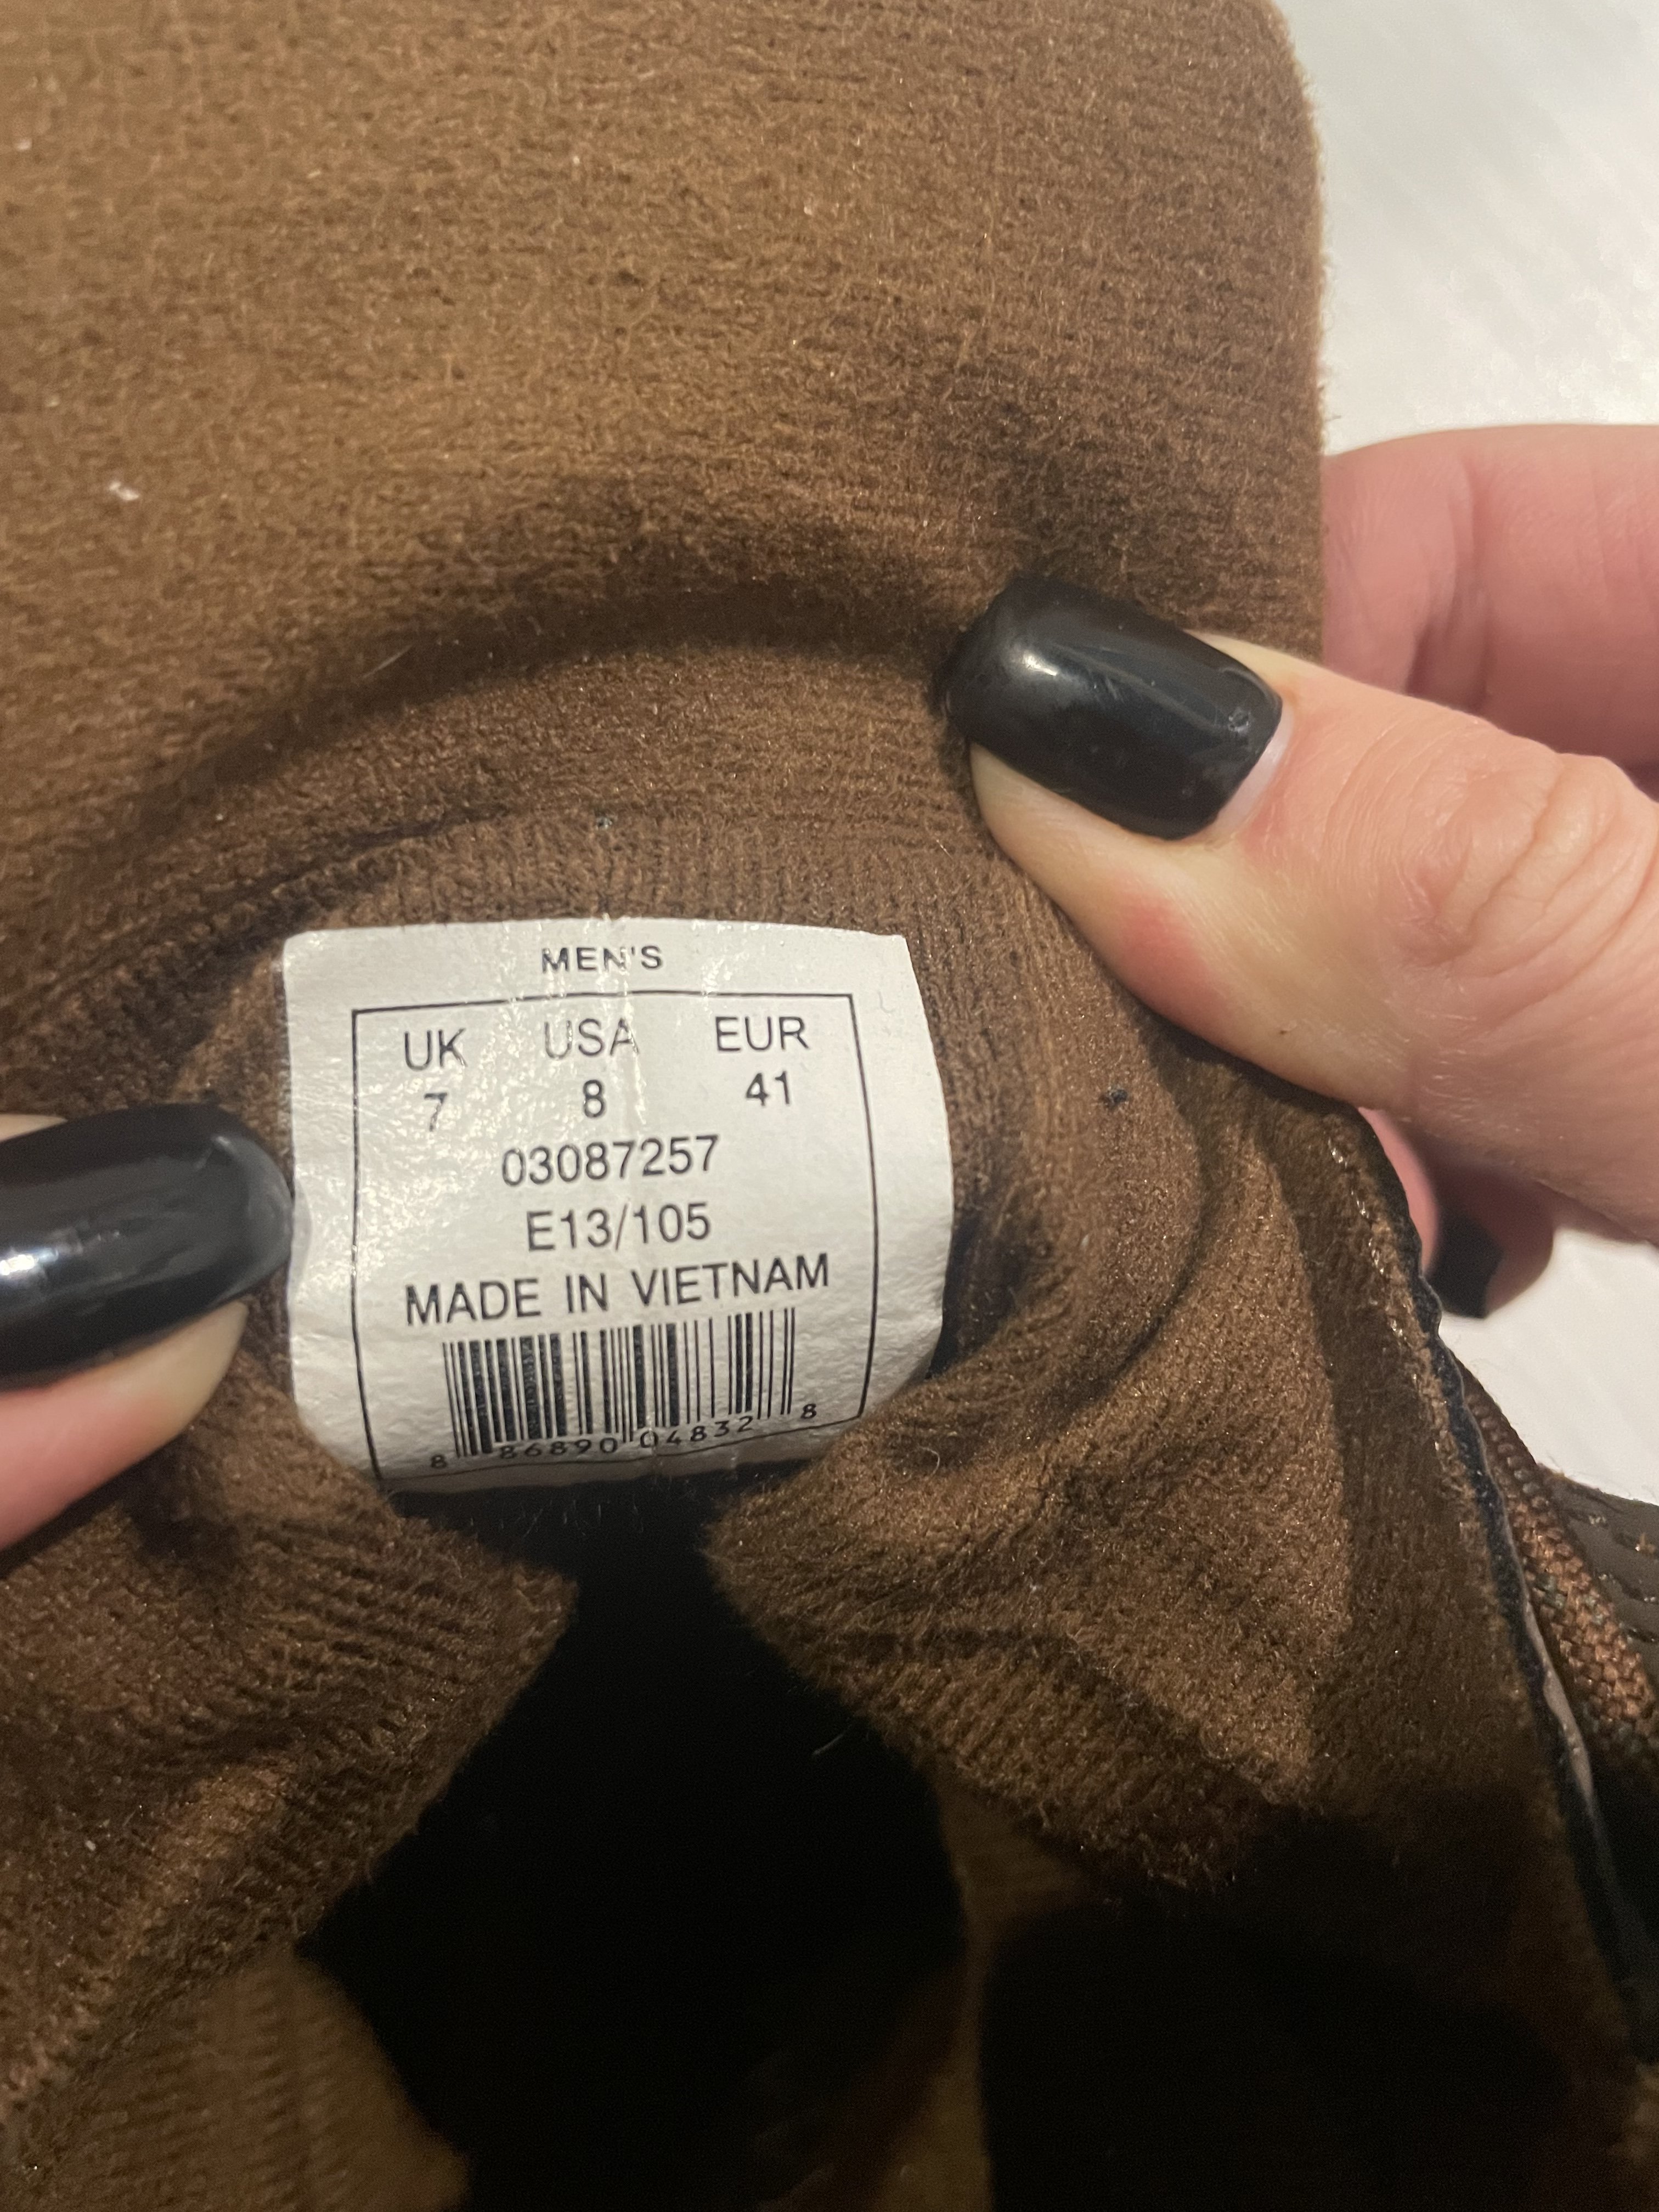 MEN'S
UK USA EUR
7 8 41
03087257
E13/105
MADE IN VIETNAM
8 86890 04832 8